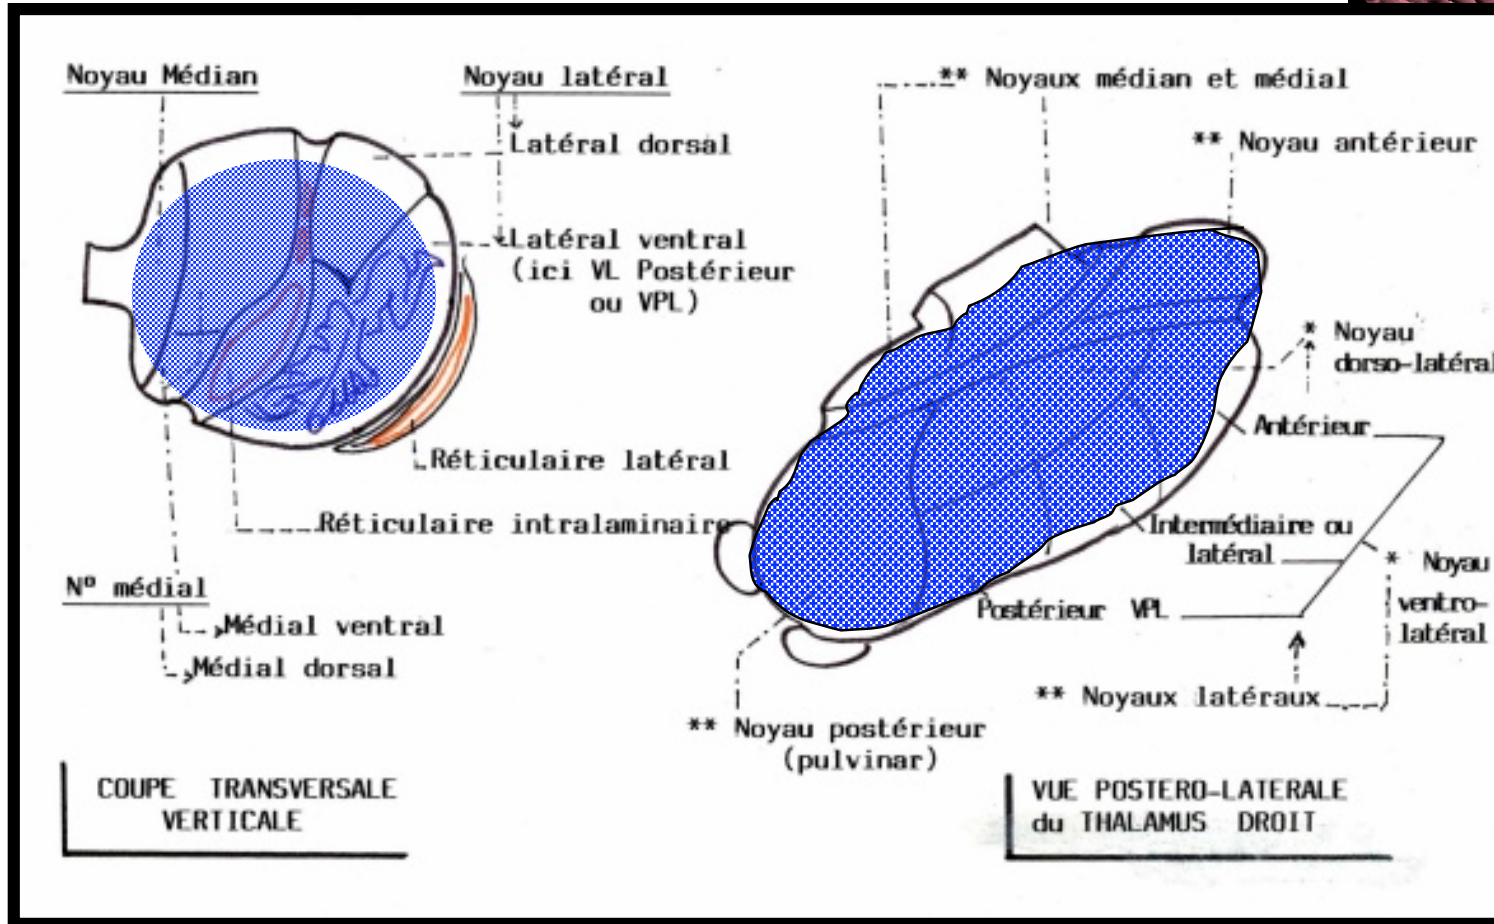 Noyau Médian
Noyau latéral
Latéral dorsal
Latéral ventral
(ici VL Postérieur
ou VPL)
Réticulaire latéral
Réticulaire intralaminaire
N° médial
Médial ventral
Médial dorsal
COUPE TRANSVERSALE
VERTICALE
** Noyaux médian et médial
** Noyau antérieur
* Noyau
dorso-latéral
Antérieur
Intermédiaire ou
latéral
* Noyau
ventro-
latéral
Postérieur VPL
** Noyaux latéraux
** Noyau postérieur
(pulvinar)
VUE POSTERO-LATERALE
du THALAMUS DROIT